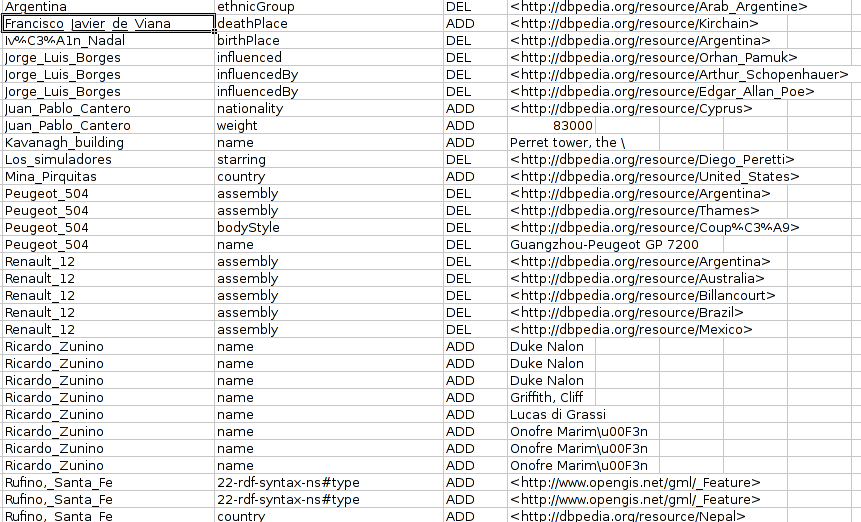 Argentina ethnicGroup DEL <http://dbpedia.org/resource/Arab_Argentine>
Francisco_Javier_de_Viana deathPlace ADD <http://dbpedia.org/resource/Kirchain>
Iv%C3%A1n_Nadal birthPlace DEL <http://dbpedia.org/resource/Argentina>
Jorge_Luis_Borges influenced DEL <http://dbpedia.org/resource/Orhan_Pamuk>
Jorge_Luis_Borges influencedBy DEL <http://dbpedia.org/resource/Arthur_Schopenhauer>
Jorge_Luis_Borges influencedBy DEL <http://dbpedia.org/resource/Edgar_Allan_Poe>
Juan_Pablo_Cantero nationality ADD <http://dbpedia.org/resource/Cyprus>
Juan_Pablo_Cantero weight ADD 83000
Kavanagh_building name ADD Perret tower, the \
Los_simuladores starring DEL <http://dbpedia.org/resource/Diego_Peretti>
Mina_Pirquitas country ADD <http://dbpedia.org/resource/United_States>
Peugeot_504 assembly DEL <http://dbpedia.org/resource/Argentina>
Peugeot_504 assembly DEL <http://dbpedia.org/resource/Thames>
Peugeot_504 bodyStyle DEL <http://dbpedia.org/resource/Coup%C3%A9>
Peugeot_504 name DEL Guangzhou-Peugeot GP 7200
Renault_12 assembly DEL <http://dbpedia.org/resource/Argentina>
Renault_12 assembly DEL <http://dbpedia.org/resource/Australia>
Renault_12 assembly DEL <http://dbpedia.org/resource/Billancourt>
Renault_12 assembly DEL <http://dbpedia.org/resource/Brazil>
Renault_12 assembly DEL <http://dbpedia.org/resource/Mexico>
Ricardo_Zunino name ADD Duke Nalon
Ricardo_Zunino name ADD Duke Nalon
Ricardo_Zunino name ADD Duke Nalon
Ricardo_Zunino name ADD Griffith, Cliff
Ricardo_Zunino name ADD Lucas di Grassi
Ricardo_Zunino name ADD Onofre Marim\u00F3n
Ricardo_Zunino name ADD Onofre Marim\u00F3n
Ricardo_Zunino name ADD Onofre Marim\u00F3n
Rufino,_Santa_Fe 22-rdf-syntax-ns#type ADD <http://www.opengis.net/gml/_Feature>
Rufino,_Santa_Fe 22-rdf-syntax-ns#type ADD <http://www.opengis.net/gml/_Feature>
Rufino,_Santa_Fe country ADD <http://dbpedia.org/resource/Nepal>